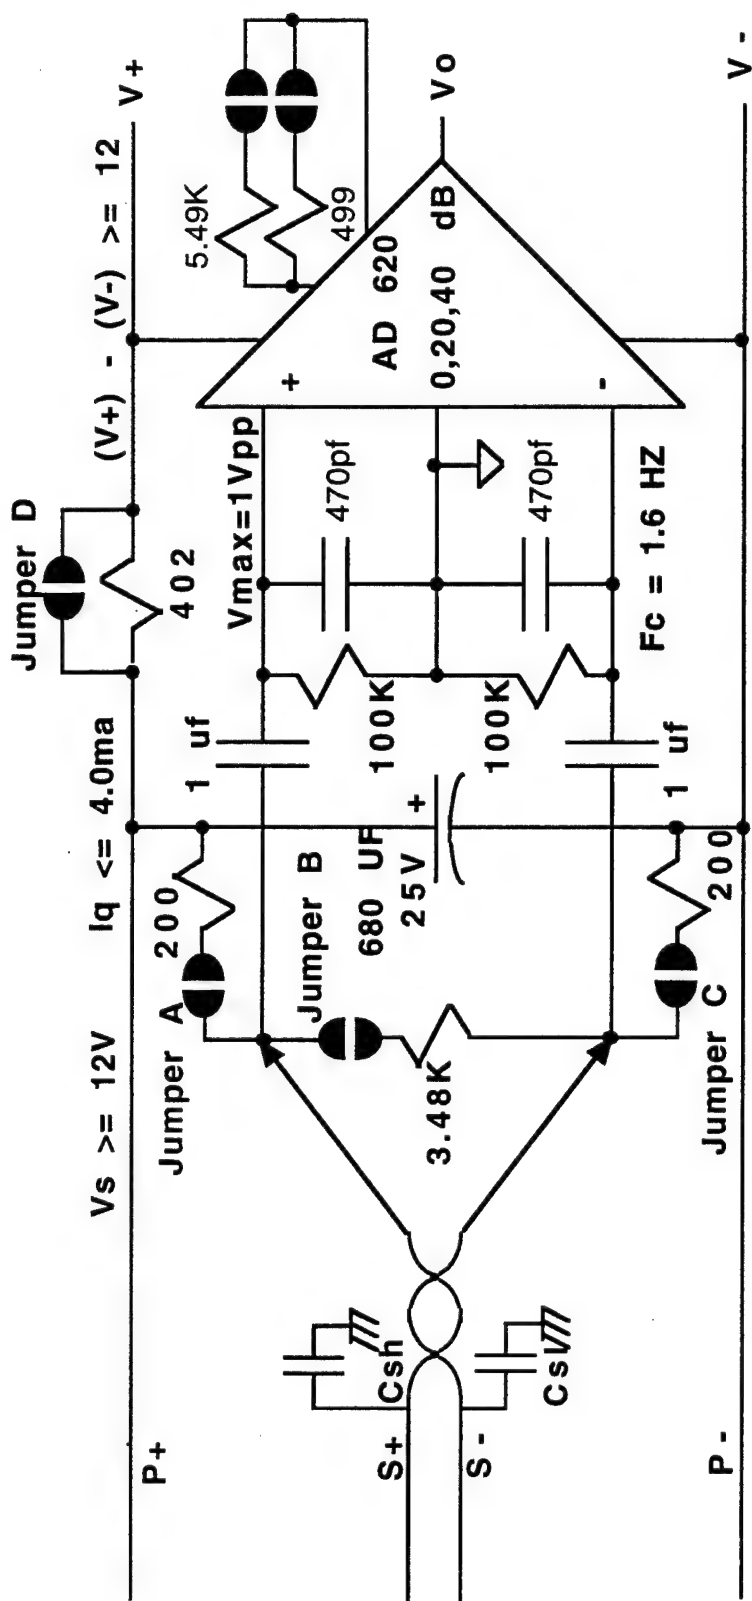 Vs >= 12V
Iq <= 4.0ma
(V+) - (V-) >= 12
V+
P+
Jumper D
402
Jumper A
200
1 uf
Vmax=1Vpp
5.49K
499
470pf
100K
+
AD 620
0,20,40 dB
-
Vo
Jumper B
680 UF
25V +
3.48K
Csh
S+
S-
Csl
100K
470pf
1 uf
Fc = 1.6 HZ
Jumper C
200
P-
V-